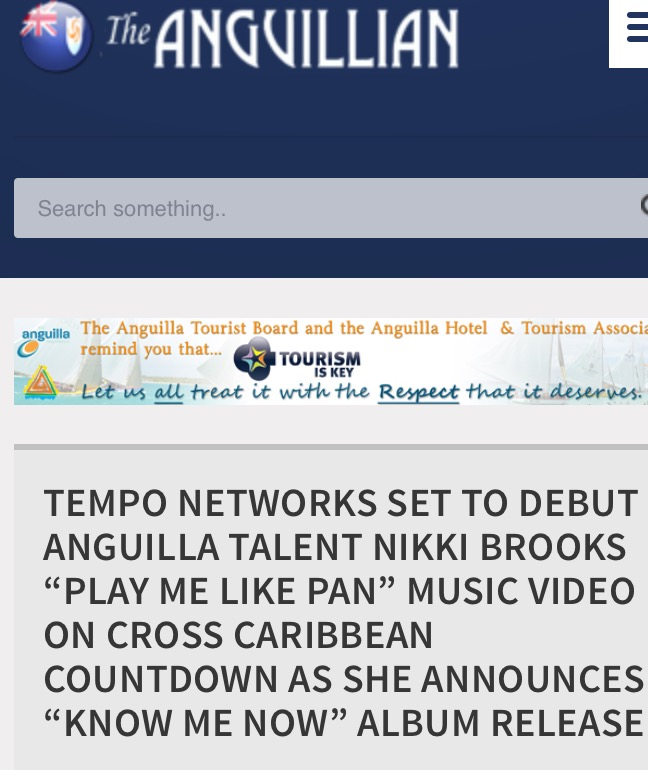 The ANGUILLIAN
Search something..
anguilla
The Anguilla Tourist Board and the Anguilla Hotel & Tourism Associa
remind you that...
TOURISM
IS KEY
Let us all treat it with the Respect that it deserves.
TEMPO NETWORKS SET TO DEBUT
ANGUILLA TALENT NIKKI BROOKS
“PLAY ME LIKE PAN” MUSIC VIDEO
ON CROSS CARIBBEAN
COUNTDOWN AS SHE ANNOUNCES
“KNOW ME NOW” ALBUM RELEASE